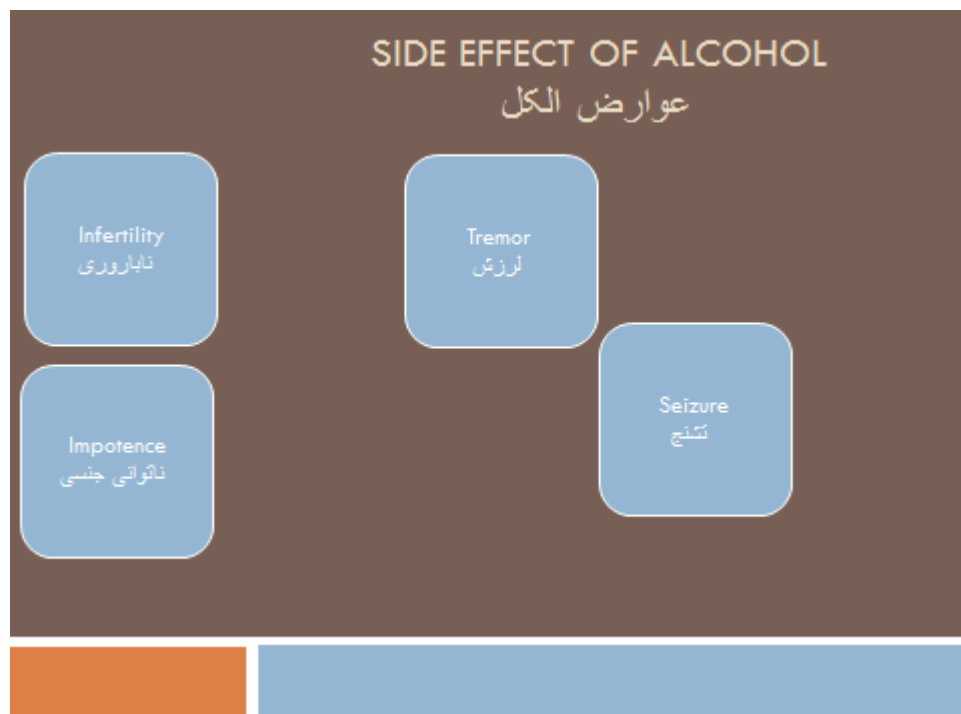 SIDE EFFECT OF ALCOHOL
عوارض الکل
Infertility
ناباروری
Tremor
لرزش
Impotence
ناتوانی جنسی
Seizure
تشنج